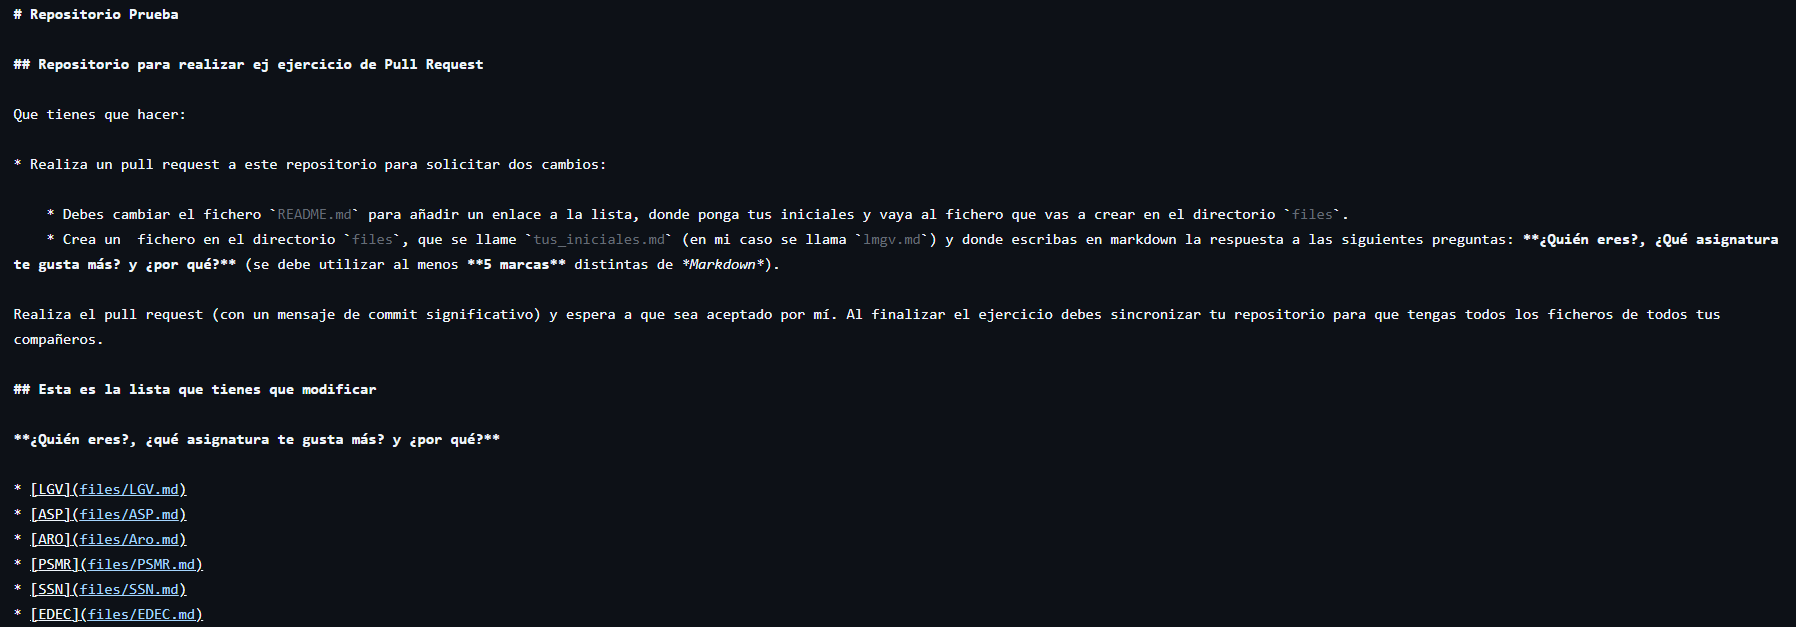 # Repositorio Prueba
## Repositorio para realizar ej ejercicio de Pull Request
Que tienes que hacer:
* Realiza un pull request a este repositorio para solicitar dos cambios:
    * Debes cambiar el fichero `README.md` para añadir un enlace a la lista, donde ponga tus iniciales y vaya al fichero que vas a crear en el directorio `files`.
    * Crea un  fichero en el directorio `files`, que se llame `tus_iniciales.md` (en mi caso se llama `lmgv.md`) y donde escribas en markdown la respuesta a las siguientes preguntas: **¿Quién eres?, ¿Qué asignatura
te gusta más? y ¿por qué?** (se debe utilizar al menos **5 marcas** distintas de *Markdown*).
Realiza el pull request (con un mensaje de commit significativo) y espera a que sea aceptado por mí. Al finalizar el ejercicio debes sincronizar tu repositorio para que tengas todos los ficheros de todos tus
compañeros.
## Esta es la lista que tienes que modificar
**¿Quién eres?, ¿qué asignatura te gusta más? y ¿por qué?**
* [LGV](files/LGV.md)
* [ASP](files/ASP.md)
* [ARO](files/Aro.md)
* [PSMR](files/PSMR.md)
* [SSN](files/SSN.md)
* [EDEC](files/EDEC.md)